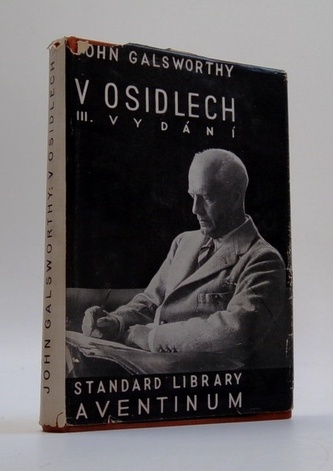 JOHN GALSWORTHY
V OSIDLECH
III. VYDÁNÍ
STANDARD LIBRARY
AVENTINUM
JOHN GALSWORTHY: V OSIDLECH